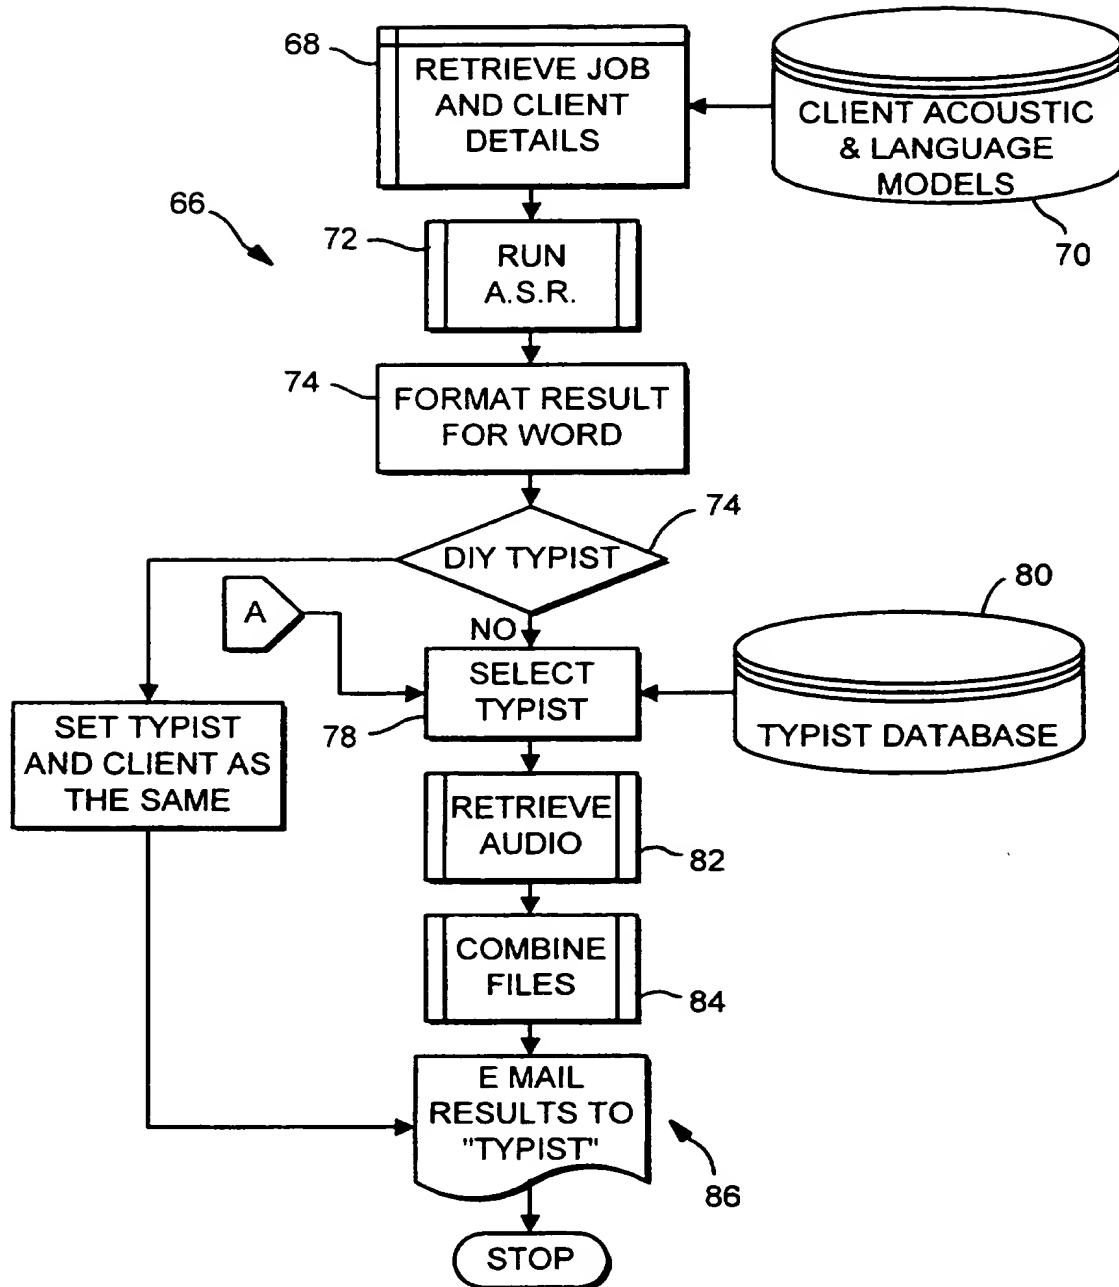 68
RETRIEVE JOB
AND CLIENT
DETAILS
CLIENT ACOUSTIC
& LANGUAGE
MODELS
70
66
72
RUN
A.S.R.
74
FORMAT RESULT
FOR WORD
DIY TYPIST
74
A
NO
SELECT
TYPIST
78
80
TYPIST DATABASE
SET TYPIST
AND CLIENT AS
THE SAME
RETRIEVE
AUDIO
82
COMBINE
FILES
84
E MAIL
RESULTS TO
"TYPIST"
86
STOP